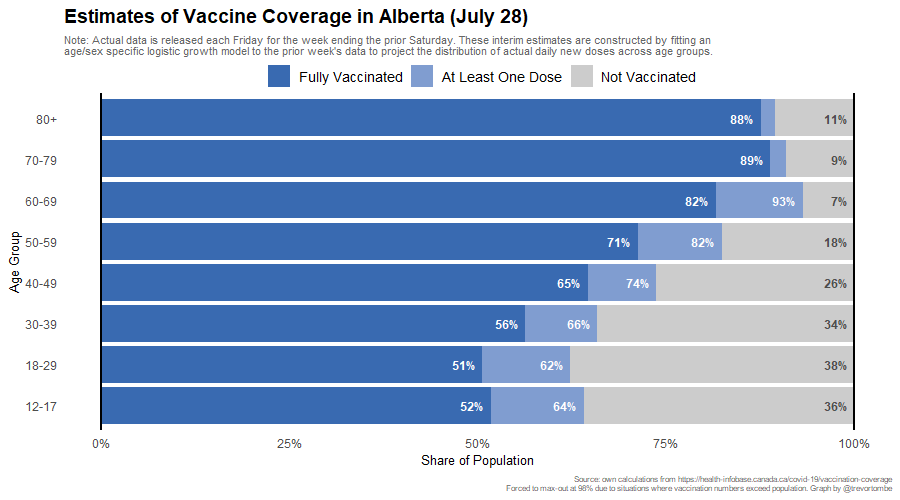 Estimates of Vaccine Coverage in Alberta (July 28)
Note: Actual data is released each Friday for the week ending the prior Saturday. These interim estimates are constructed by fitting an
age/sex specific logistic growth model to the prior week's data to project the distribution of actual daily new doses across age groups.
Fully Vaccinated At Least One Dose Not Vaccinated
80+ 88% 11%
70-79 89% 9%
60-69 82% 93% 7%
50-59 71% 82% 18%
40-49 65% 74% 26%
30-39 56% 66% 34%
18-29 51% 62% 38%
12-17 52% 64% 36%
Age Group
0% 25% 50% 75% 100%
Share of Population
Source: own calculations from https://health-infobase.canada.ca/covid-19/vaccination-coverage
Forced to max-out at 98% due to situations where vaccination numbers exceed population. Graph by @trevortombe